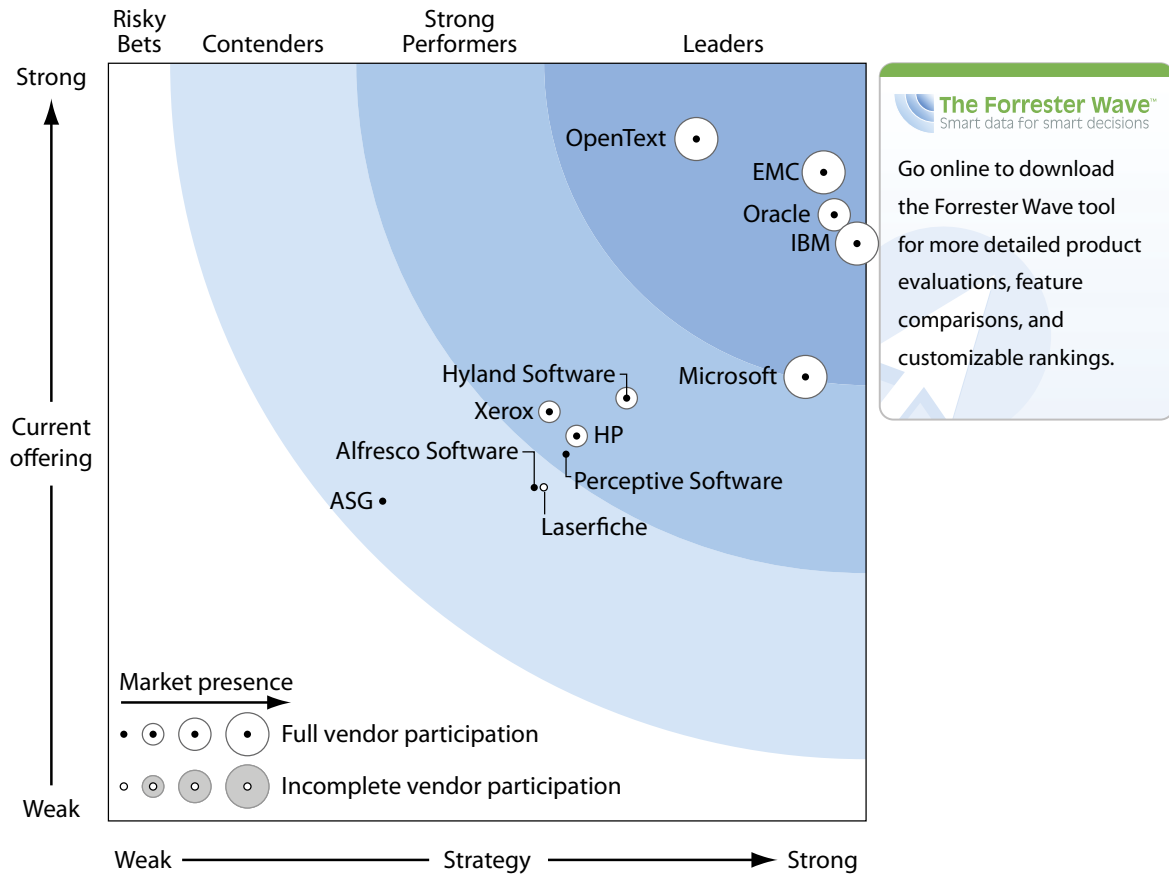 Risky
Bets
Contenders
Strong
Performers
Leaders
Strong
Current
offering
Weak
OpenText
EMC
Oracle
IBM
Microsoft
Hyland Software
Xerox
HP
Alfresco Software
Perceptive Software
ASG
Laserfiche
Market presence
Full vendor participation
Incomplete vendor participation
Weak
Strategy
Strong
The Forrester Wave™
Smart data for smart decisions
Go online to download
the Forrester Wave tool
for more detailed product
evaluations, feature
comparisons, and
customizable rankings.